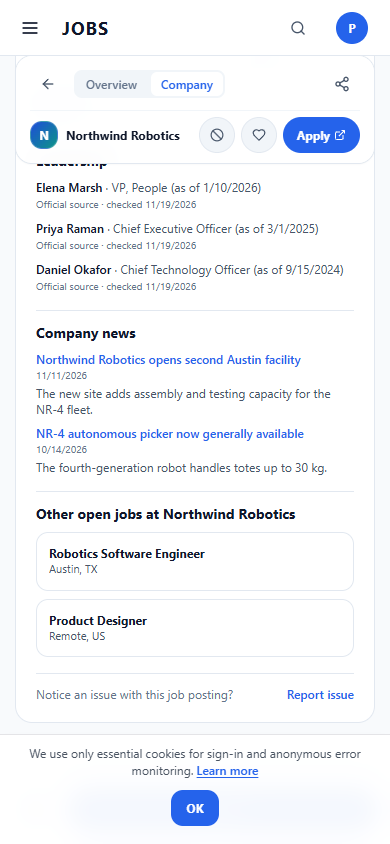 JOBS
P
Overview
Company
N
Northwind Robotics
Apply
Leadership
Elena Marsh · VP, People (as of 1/10/2026)
Official source · checked 11/19/2026
Priya Raman · Chief Executive Officer (as of 3/1/2025)
Official source · checked 11/19/2026
Daniel Okafor · Chief Technology Officer (as of 9/15/2024)
Official source · checked 11/19/2026
Company news
Northwind Robotics opens second Austin facility
11/11/2026
The new site adds assembly and testing capacity for the
NR-4 fleet.
NR-4 autonomous picker now generally available
10/14/2026
The fourth-generation robot handles totes up to 30 kg.
Other open jobs at Northwind Robotics
Robotics Software Engineer
Austin, TX
Product Designer
Remote, US
Notice an issue with this job posting?
Report issue
We use only essential cookies for sign-in and anonymous error
monitoring. Learn more
OK